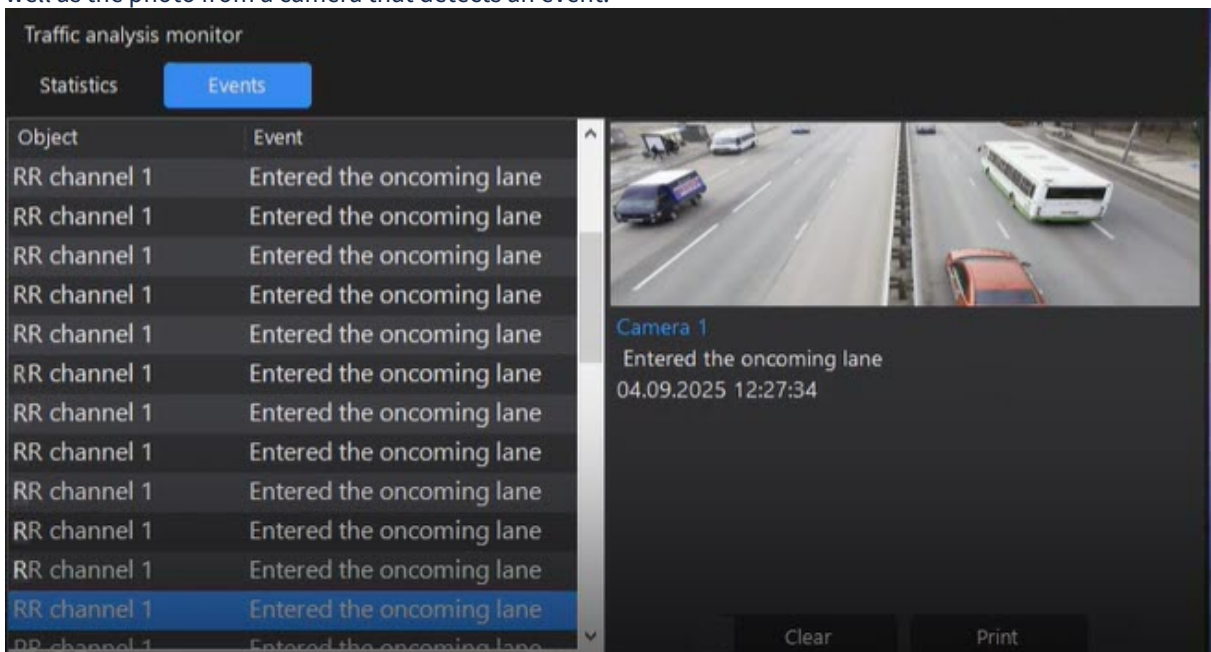 well as the photo from a camera that detects an event.
Traffic analysis monitor
Statistics Events
Object Event
RR channel 1 Entered the oncoming lane
RR channel 1 Entered the oncoming lane
RR channel 1 Entered the oncoming lane
RR channel 1 Entered the oncoming lane
RR channel 1 Entered the oncoming lane
RR channel 1 Entered the oncoming lane
RR channel 1 Entered the oncoming lane
RR channel 1 Entered the oncoming lane
RR channel 1 Entered the oncoming lane
RR channel 1 Entered the oncoming lane
RR channel 1 Entered the oncoming lane
RR channel 1 Entered the oncoming lane
RR channel 1 Entered the oncoming lane
Camera 1
Entered the oncoming lane
04.09.2025 12:27:34
Clear Print